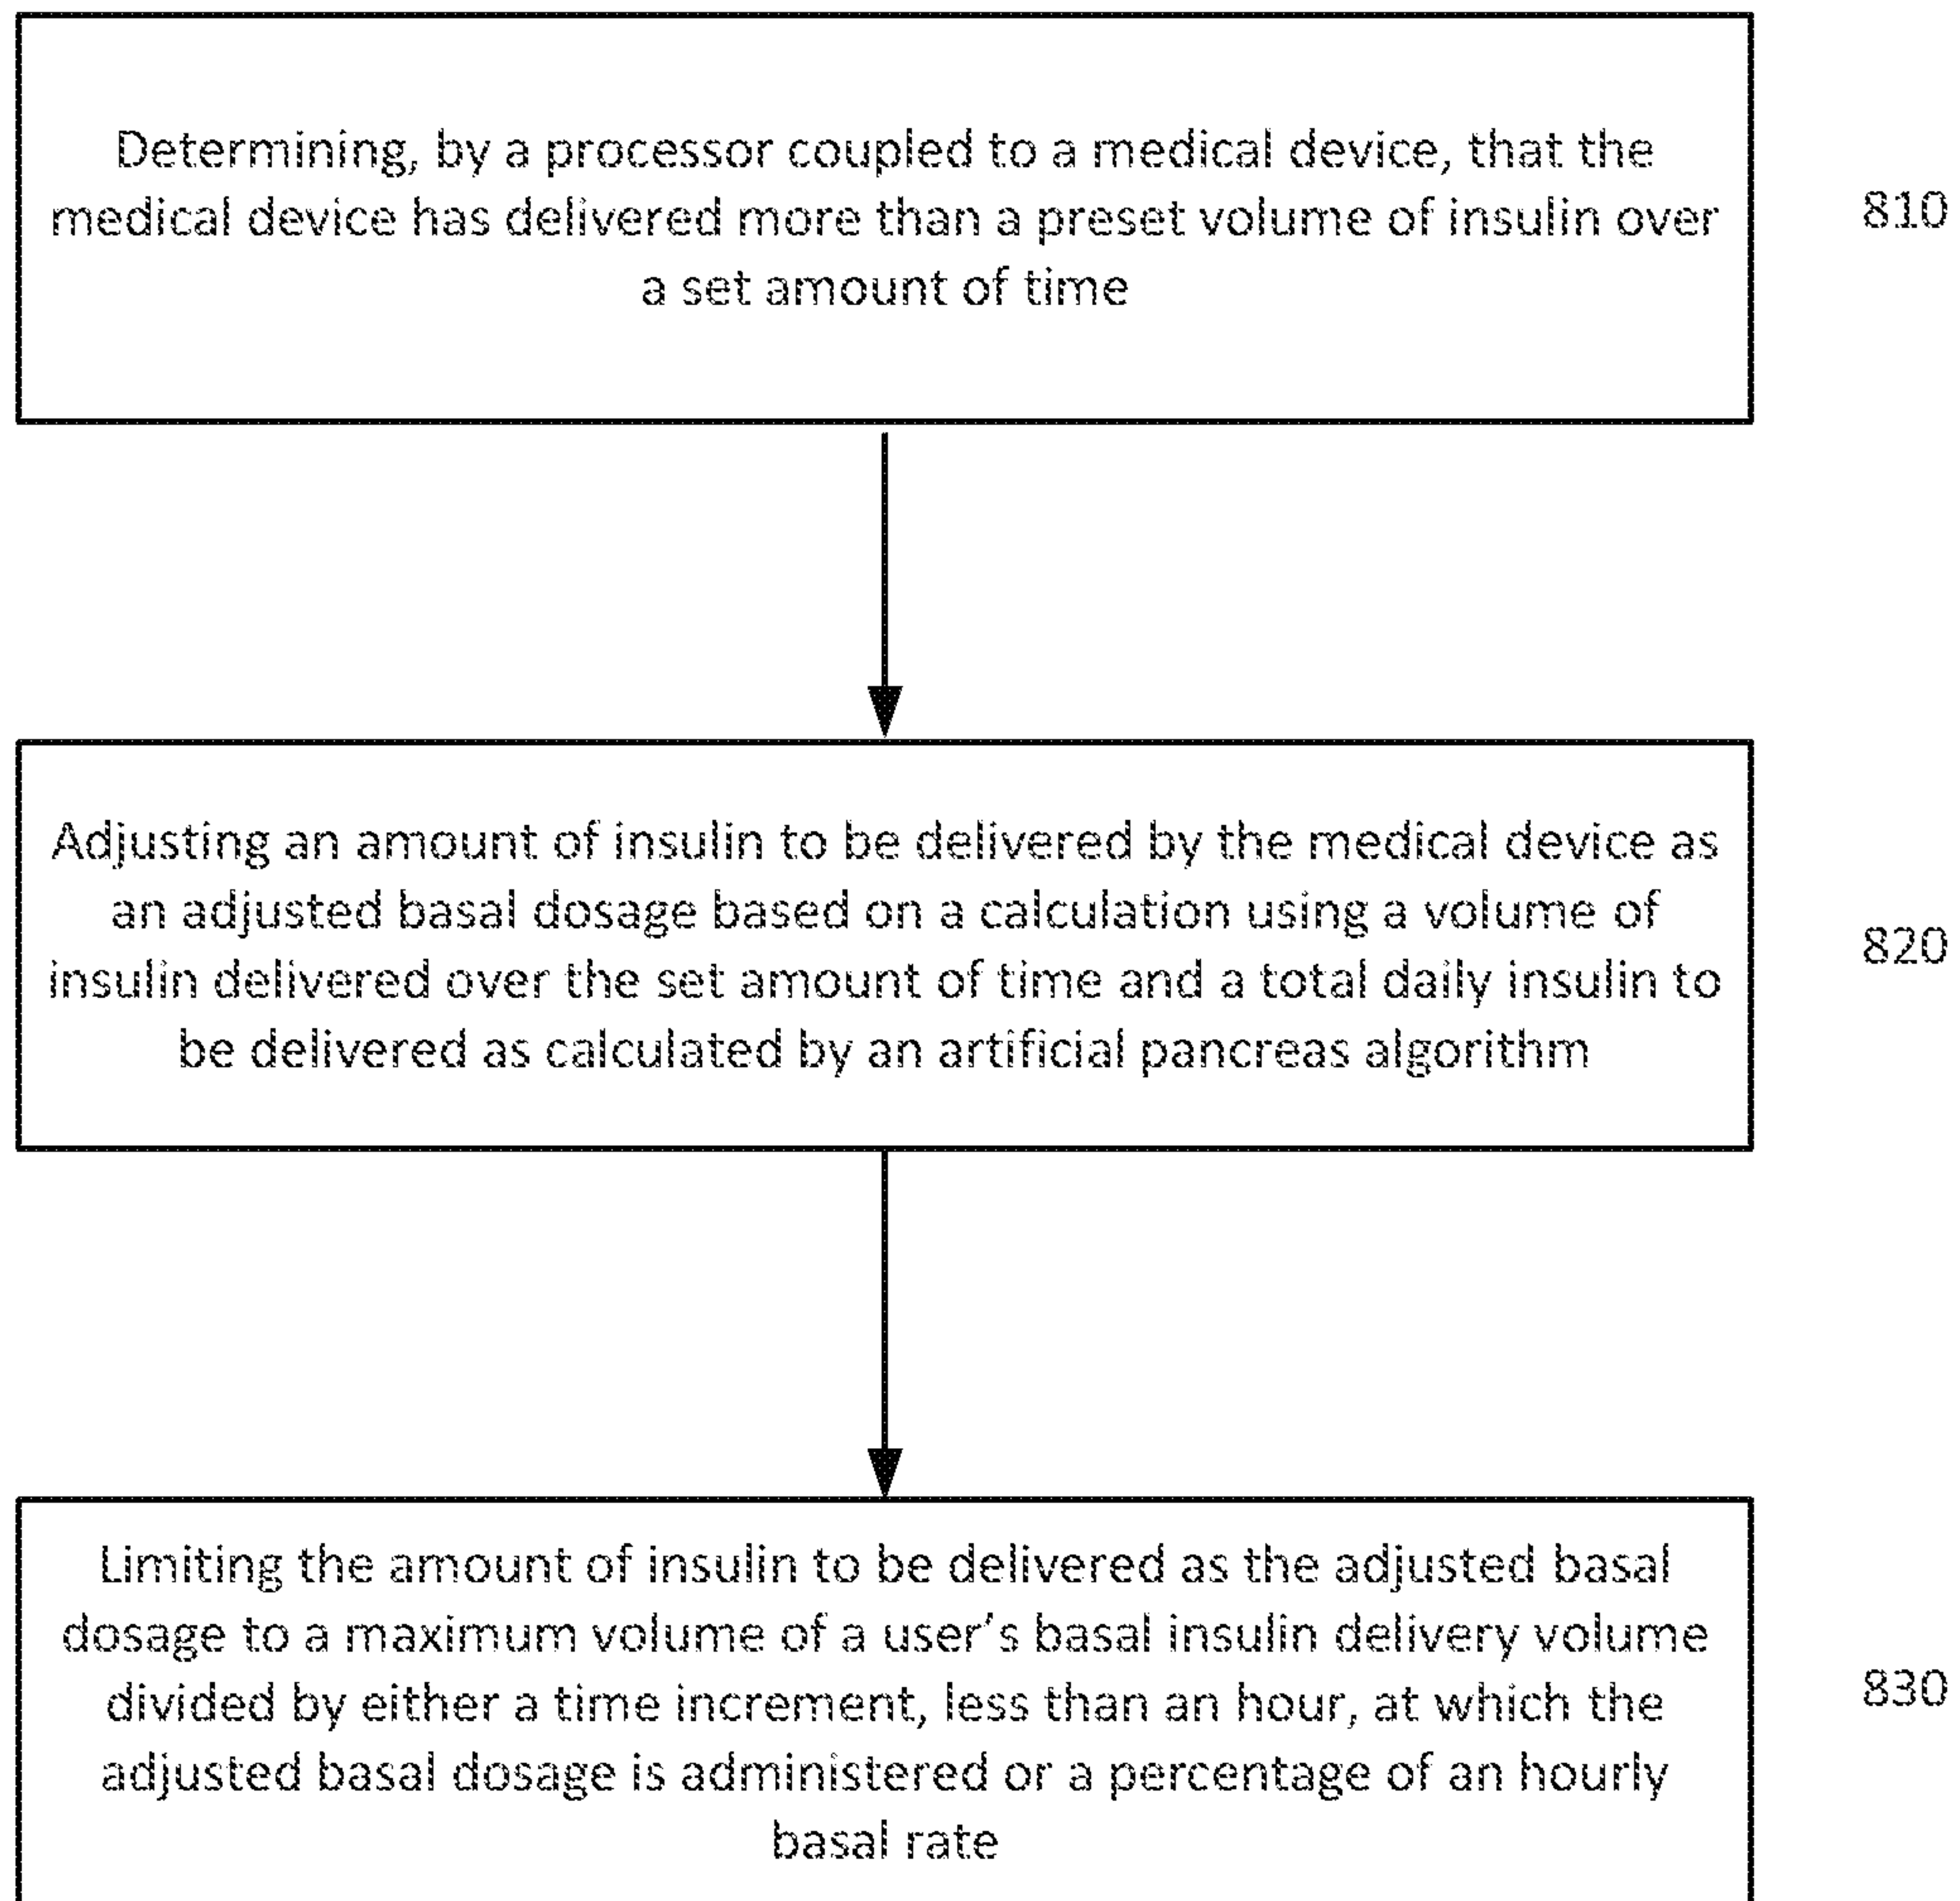 Determining, by a processor coupled to a medical device, that the
medical device has delivered more than a preset volume of insulin over
a set amount of time
810
Adjusting an amount of insulin to be delivered by the medical device as
an adjusted basal dosage based on a calculation using a volume of
insulin delivered over the set amount of time and a total daily insulin to
be delivered as calculated by an artificial pancreas algorithm
820
Limiting the amount of insulin to be delivered as the adjusted basal
dosage to a maximum volume of a user's basal insulin delivery volume
divided by either a time increment, less than an hour, at which the
adjusted basal dosage is administered or a percentage of an hourly
basal rate
830